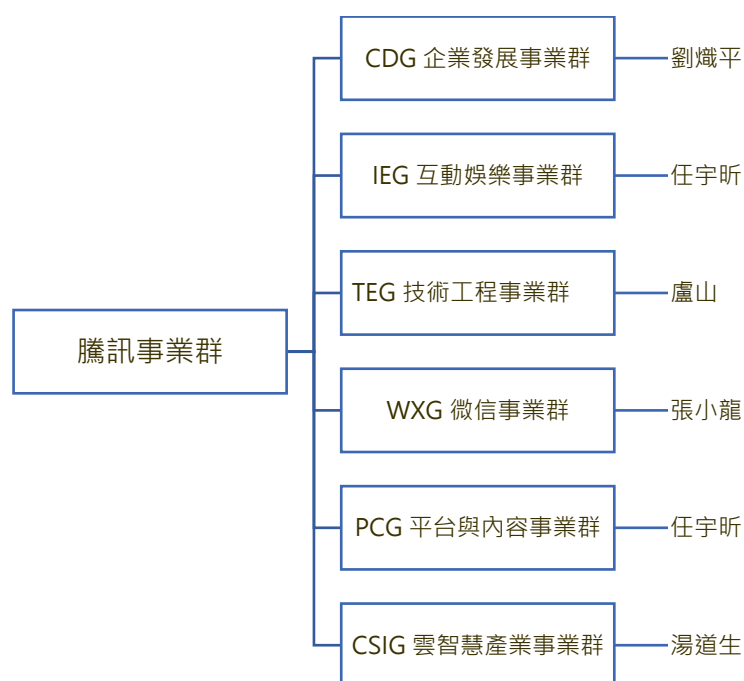 CDG 企業發展事業群
劉熾平
IEG 互動娛樂事業群
任宇昕
TEG 技術工程事業群
盧山
騰訊事業群
WXG 微信事業群
張小龍
PCG 平台與內容事業群
任宇昕
CSIG 雲智慧產業事業群
湯道生